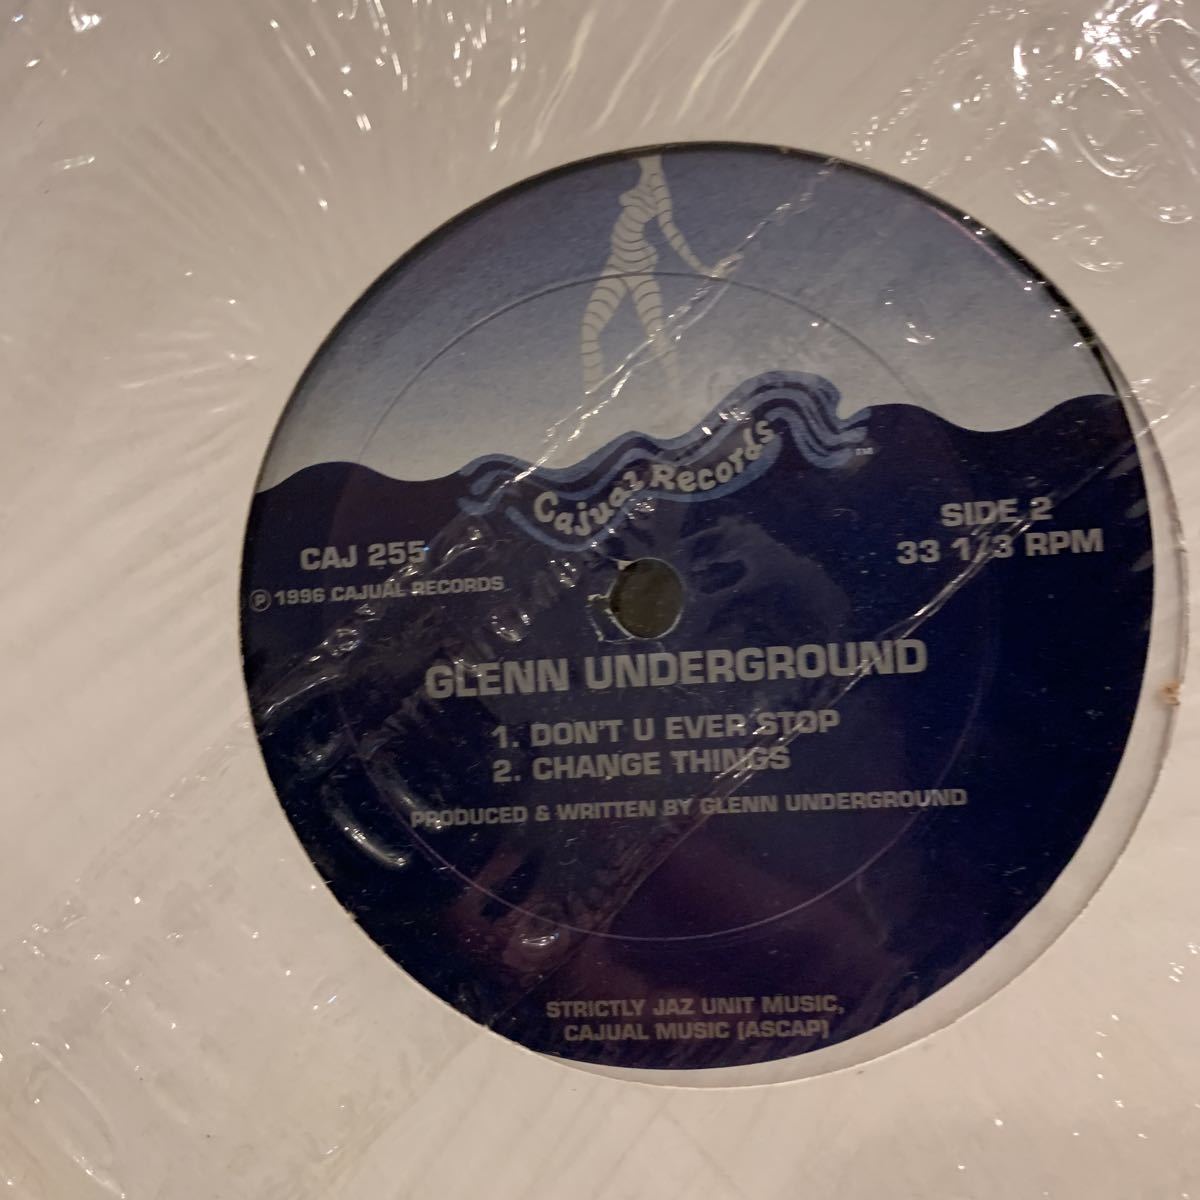 Cajual Records
TM
SIDE 2
33 1/3 RPM
CAJ 255
Ⓟ 1996 CAJUAL RECORDS
GLENN UNDERGROUND
1. DON'T U EVER STOP
2. CHANGE THINGS
PRODUCED & WRITTEN BY GLENN UNDERGROUND
STRICTLY JAZ UNIT MUSIC,
CAJUAL MUSIC (ASCAP)